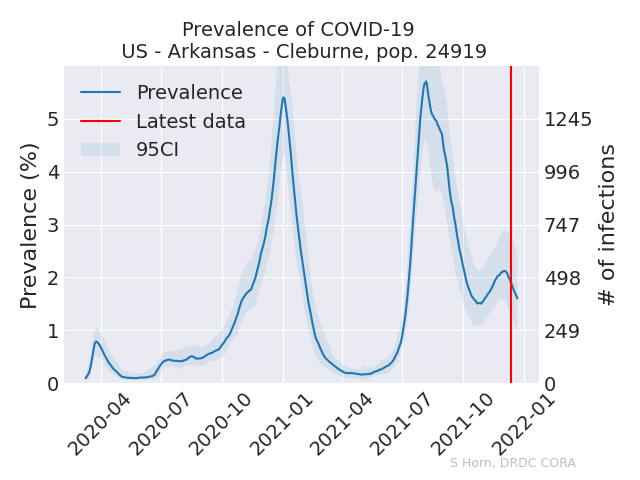 Prevalence of COVID-19
US - Arkansas - Cleburne, pop. 24919
Prevalence
Latest data
95CI
Prevalence (%)
5
4
3
2
1
0
1245
996
747
498
249
0
# of infections
2020-04
2020-07
2020-10
2021-01
2021-04
2021-07
2021-10
2022-01
S Horn, DRDC CORA